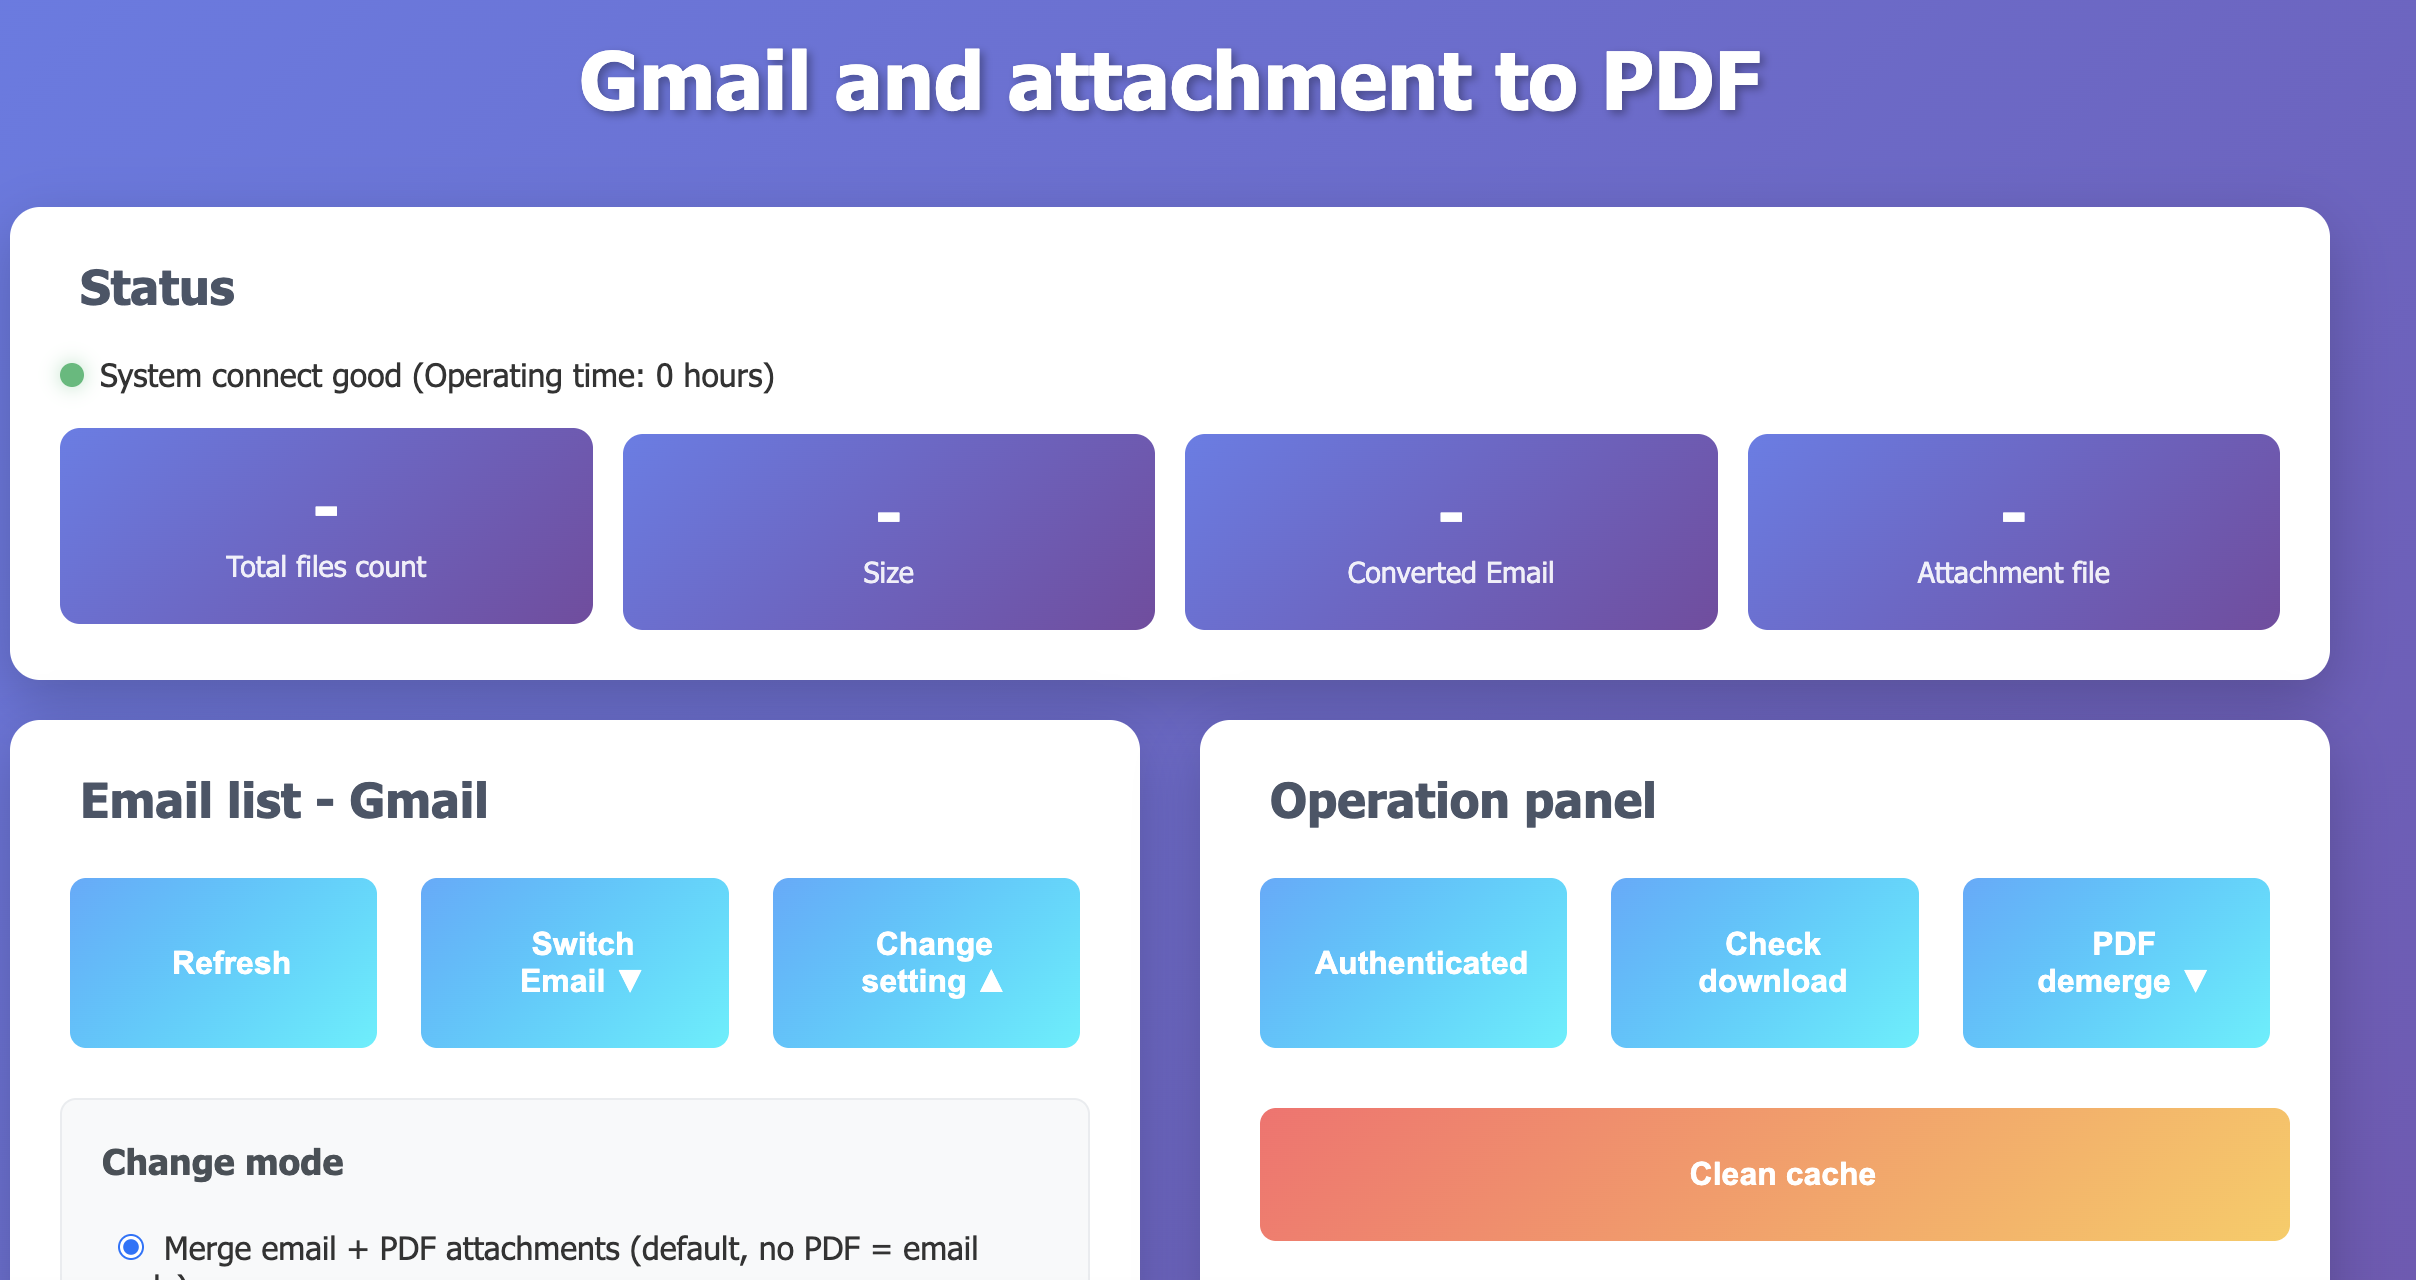 Gmail and attachment to PDF
Status
System connect good (Operating time: 0 hours)
-
Total files count
-
Size
-
Converted Email
-
Attachment file
Email list - Gmail
Refresh
Switch
Email ▼
Change
setting ▲
Change mode
Merge email + PDF attachments (default, no PDF = email
Operation panel
Authenticated
Check
download
PDF
demerge ▼
Clean cache